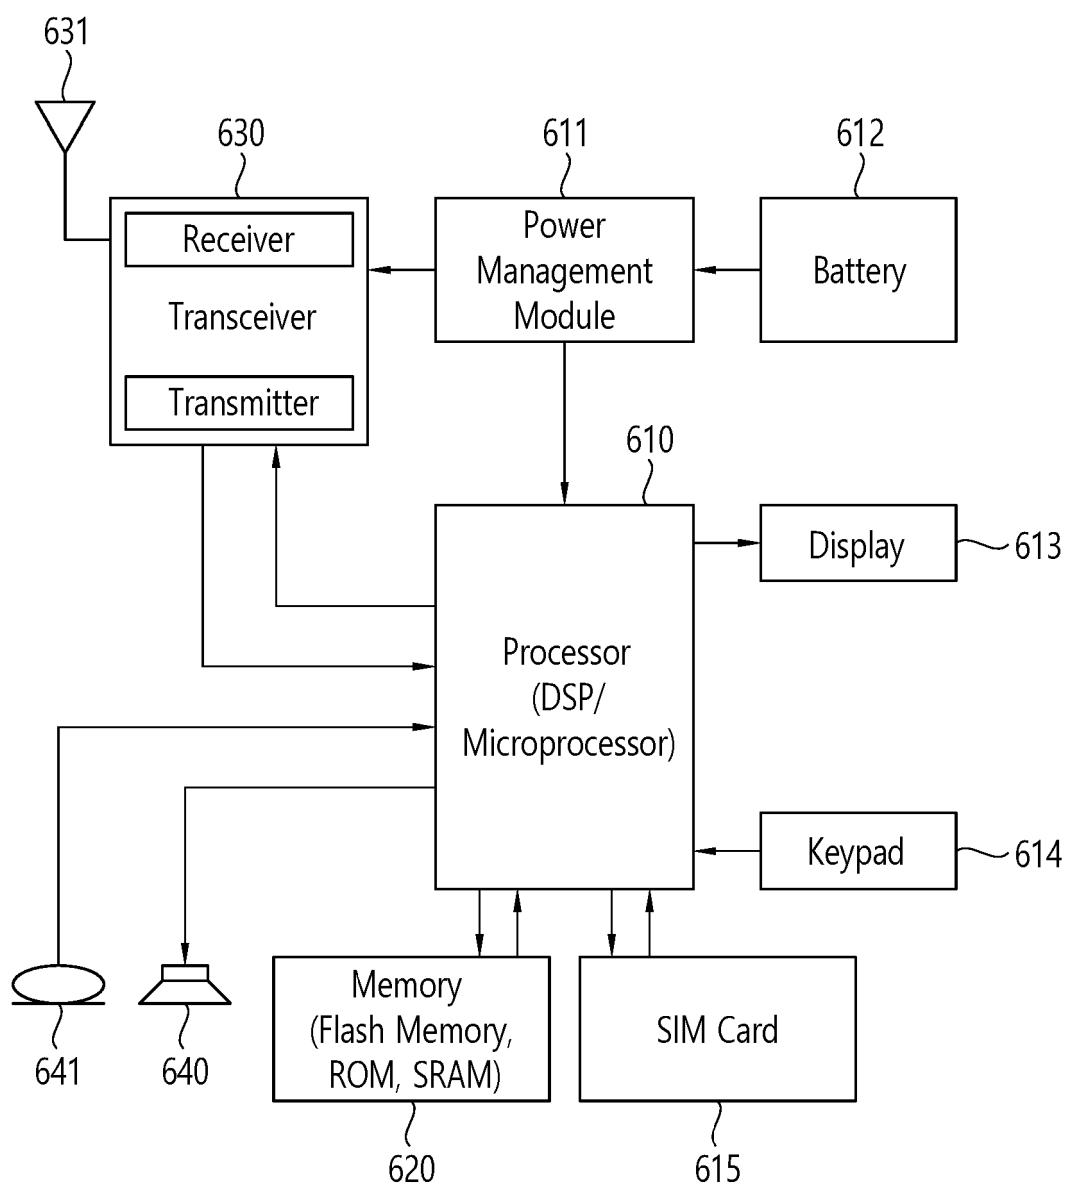 631
630
611
612
Receiver
Transceiver
Transmitter
Power
Management
Module
Battery
610
Display
613
Processor
(DSP/
Microprocessor)
Keypad
614
641
640
Memory
(Flash Memory,
ROM, SRAM)
SIM Card
620
615